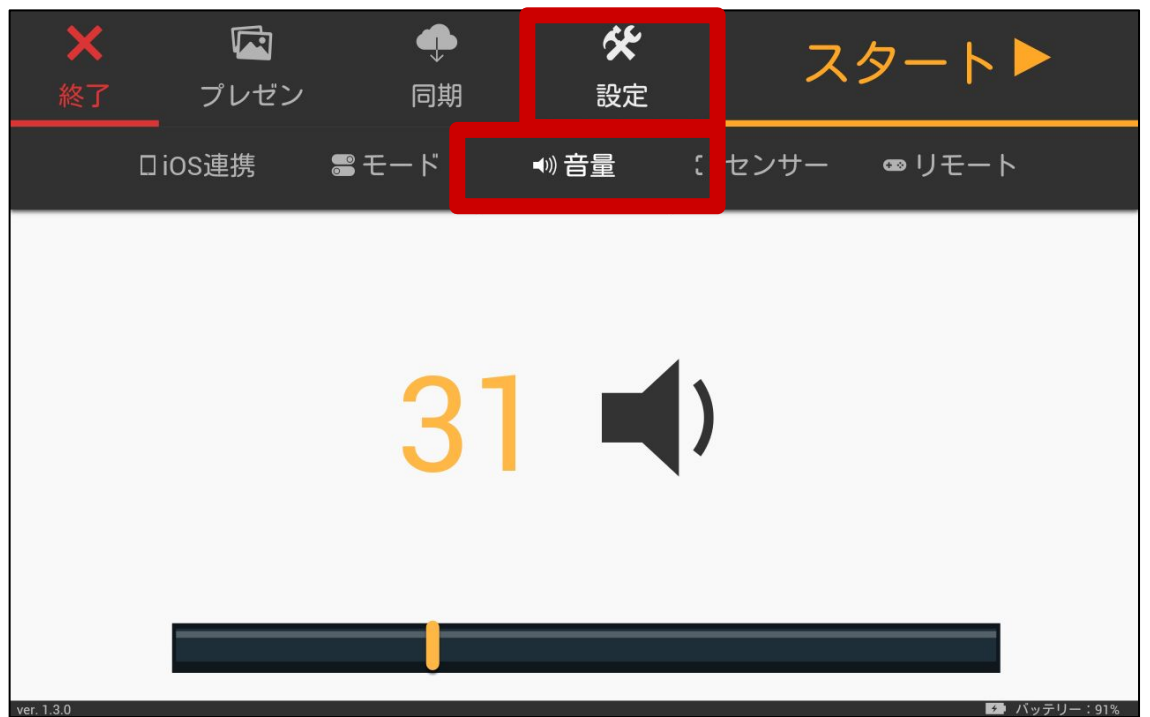 終了 プレゼン 同期 設定 スタート
iOS連携 モード 音量 センサー リモート
31
ver. 1.3.0 バッテリー：91%